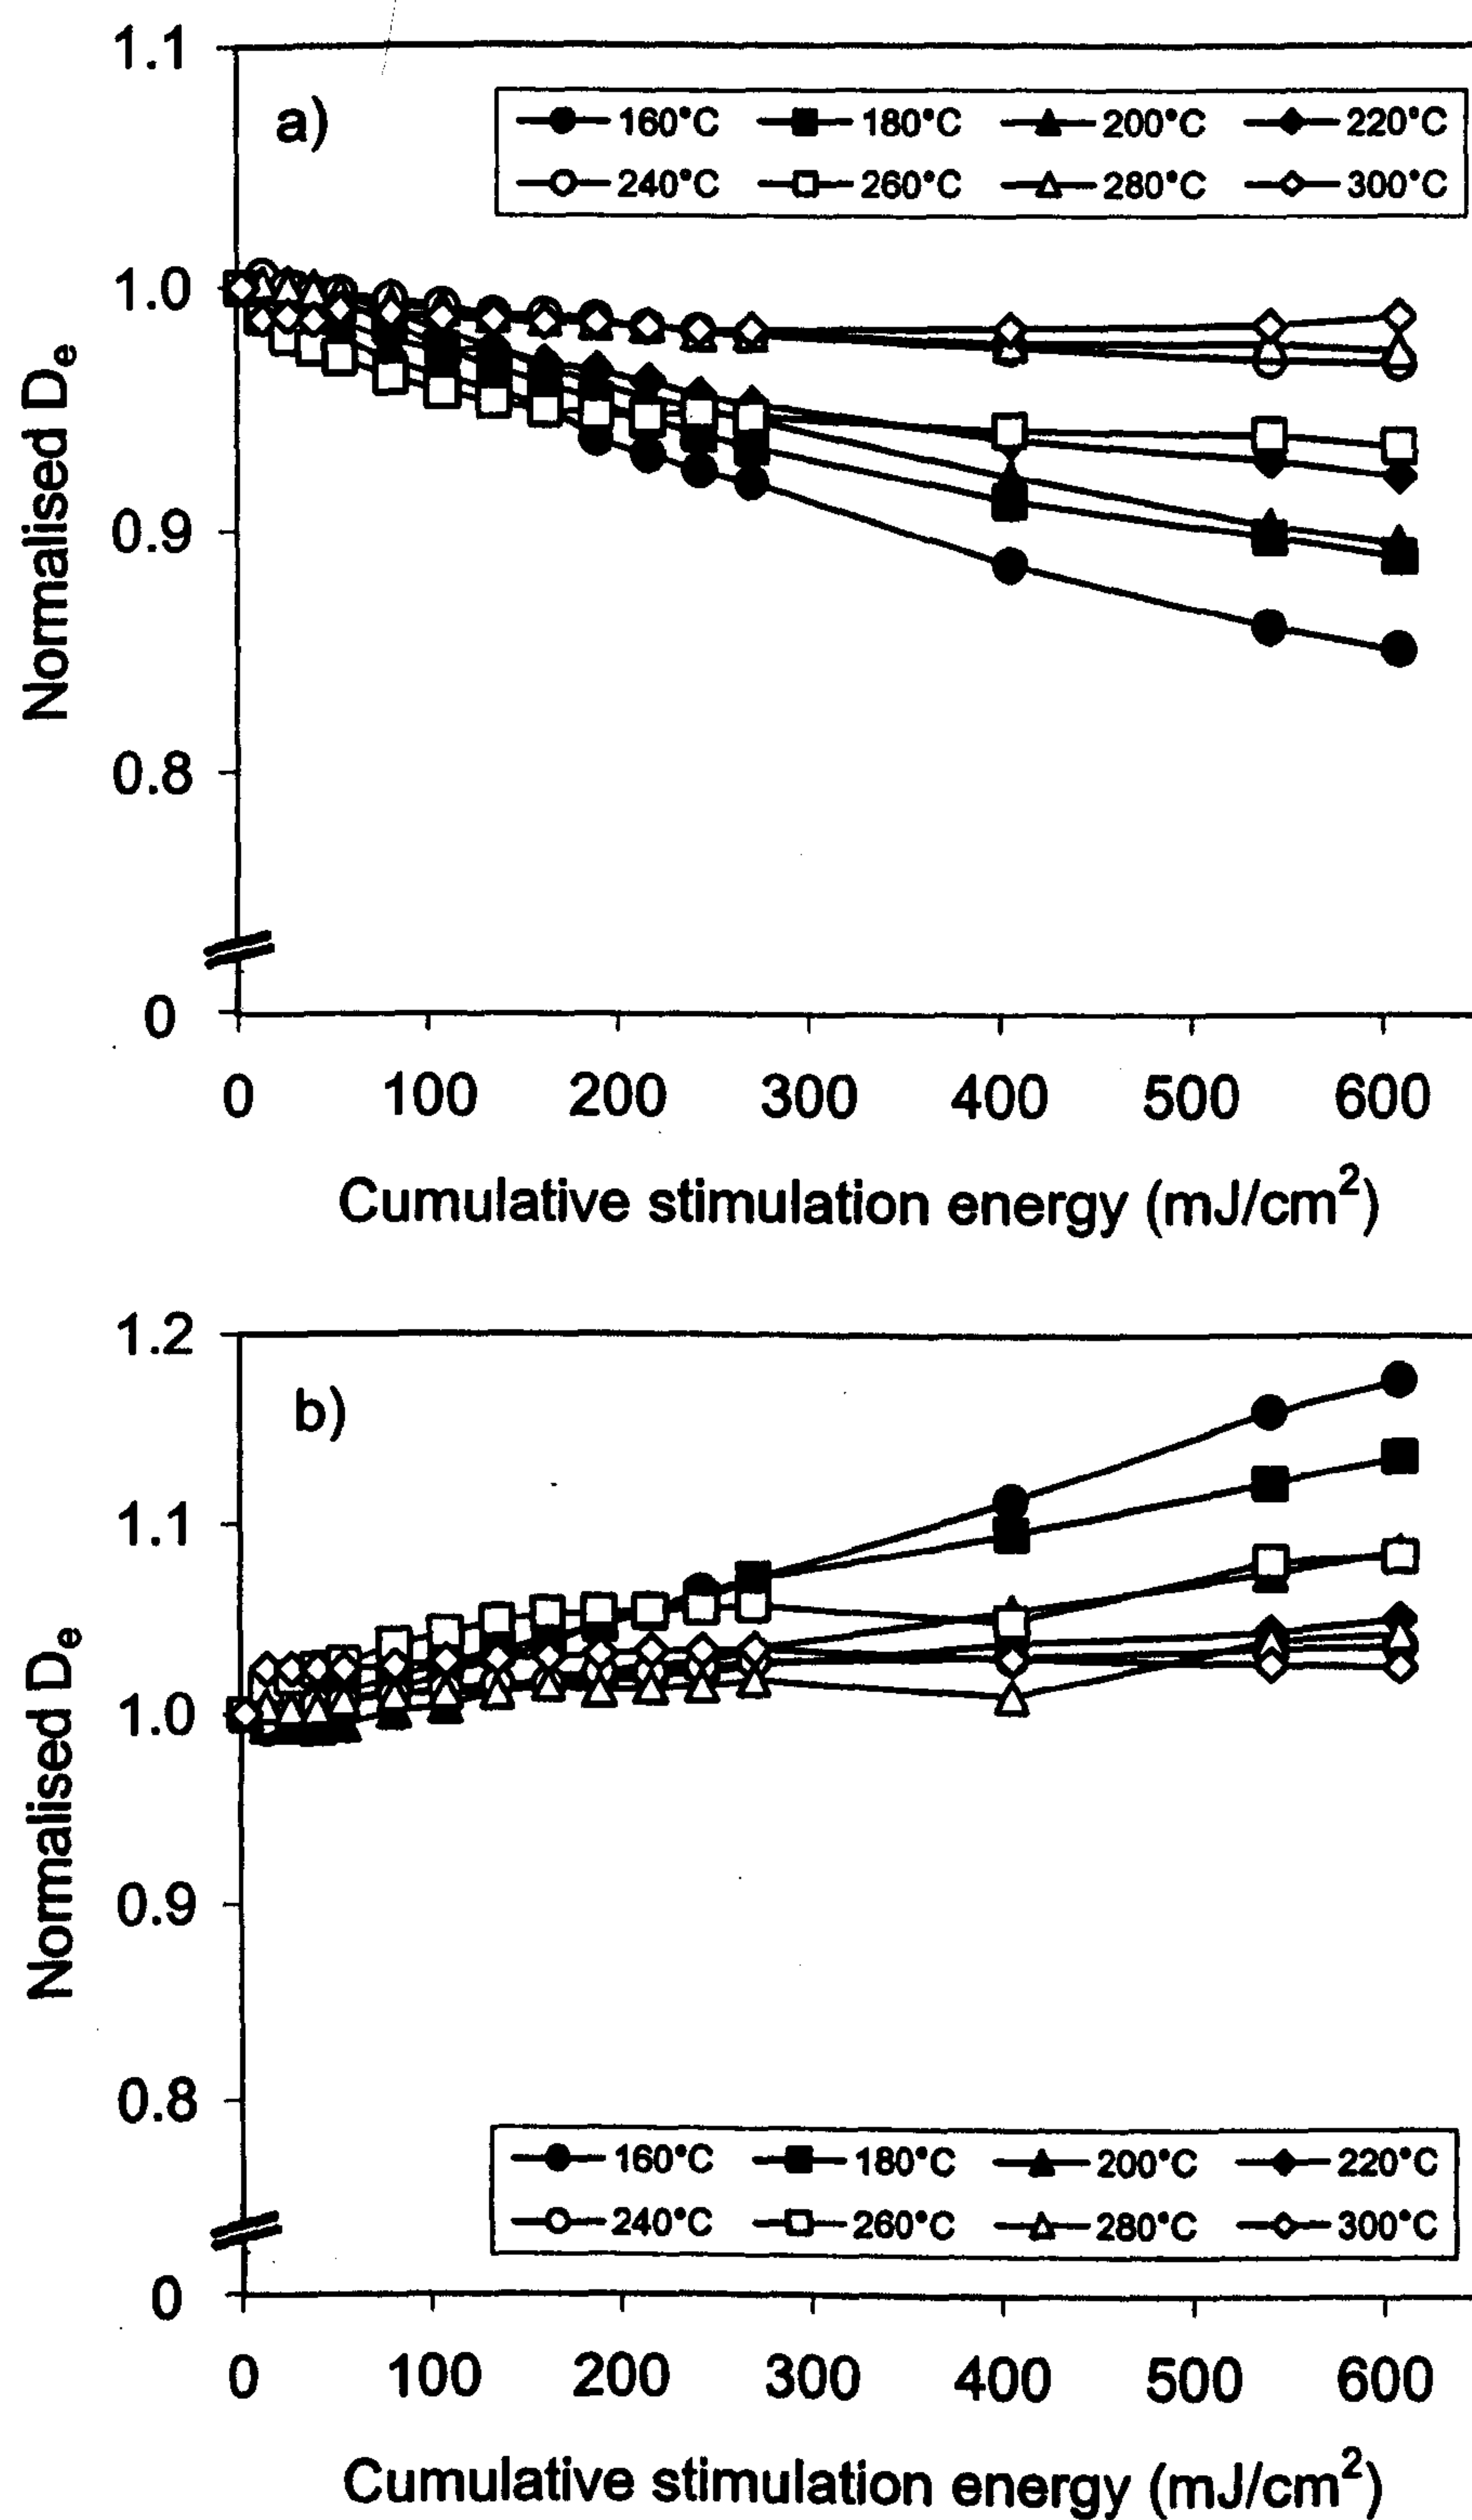 1.1
a)
160°C 180°C 200°C 220°C
240°C 260°C 280°C 300°C
1.0
0.9
0.8
0
Normalised De
0 100 200 300 400 500 600
Cumulative stimulation energy (mJ/cm²)
1.2
b)
1.1
1.0
0.9
0.8
160°C 180°C 200°C 220°C
240°C 260°C 280°C 300°C
0
Normalised De
0 100 200 300 400 500 600
Cumulative stimulation energy (mJ/cm²)